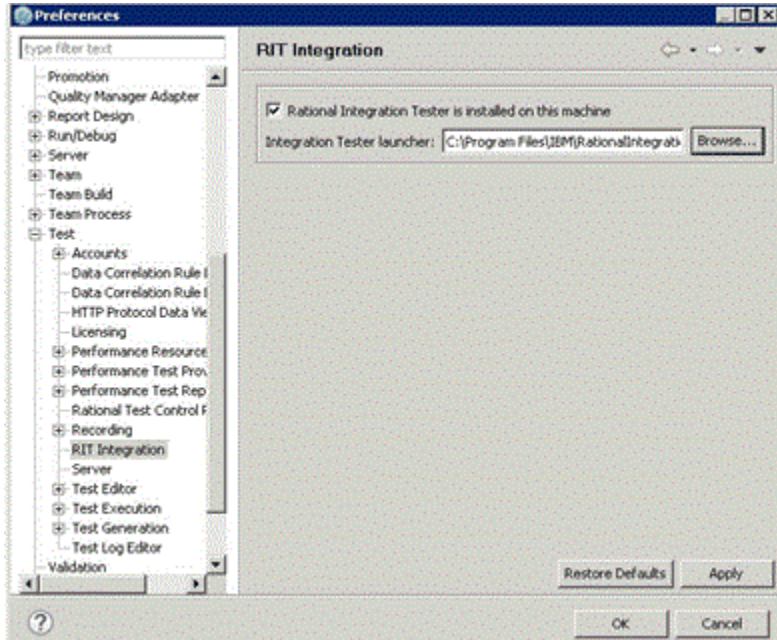 Preferences
type filter text
Promotion
Quality Manager Adapter
Report Design
Run/Debug
Server
Team
Team Build
Team Process
Test
Accounts
Data Correlation Rule
Data Correlation Rule
HTTP Protocol Data Vie
Licensing
Performance Resource
Performance Test Prov
Performance Test Rep
Rational Test Control P
Recording
RIT Integration
Server
Test Editor
Test Execution
Test Generation
Test Log Editor
Validation
RIT Integration
Rational Integration Tester is installed on this machine
Integration Tester launcher: C:\Program Files\IBM\RationalIntegrati Browse...
Restore Defaults Apply
? OK Cancel